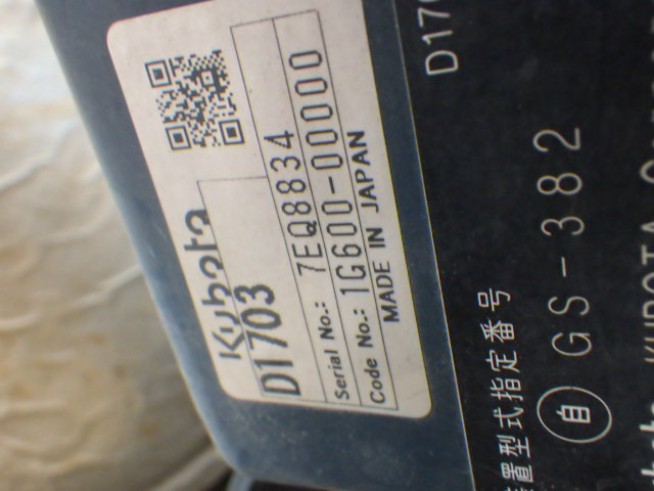 Kubota
D1703
Serial No.: 7EQ8834
Code No.: 1G600-00000
MADE IN JAPAN
D170
置型式指定番号
自 GS-382
KUBOTA